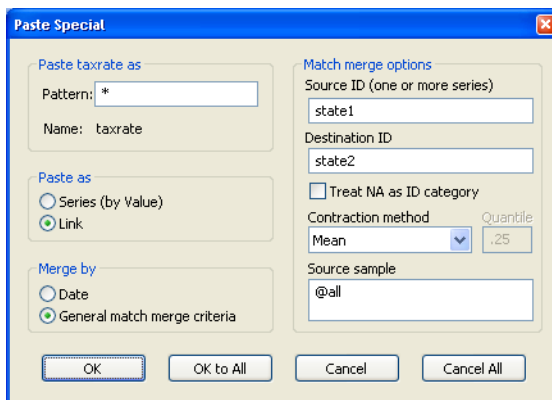 Paste Special
Paste taxrate as
Pattern: *
Name: taxrate
Paste as
Series (by Value)
Link
Merge by
Date
General match merge criteria
Match merge options
Source ID (one or more series)
state1
Destination ID
state2
Treat NA as ID category
Contraction method Quantile
Mean .25
Source sample
@all
OK OK to All Cancel Cancel All